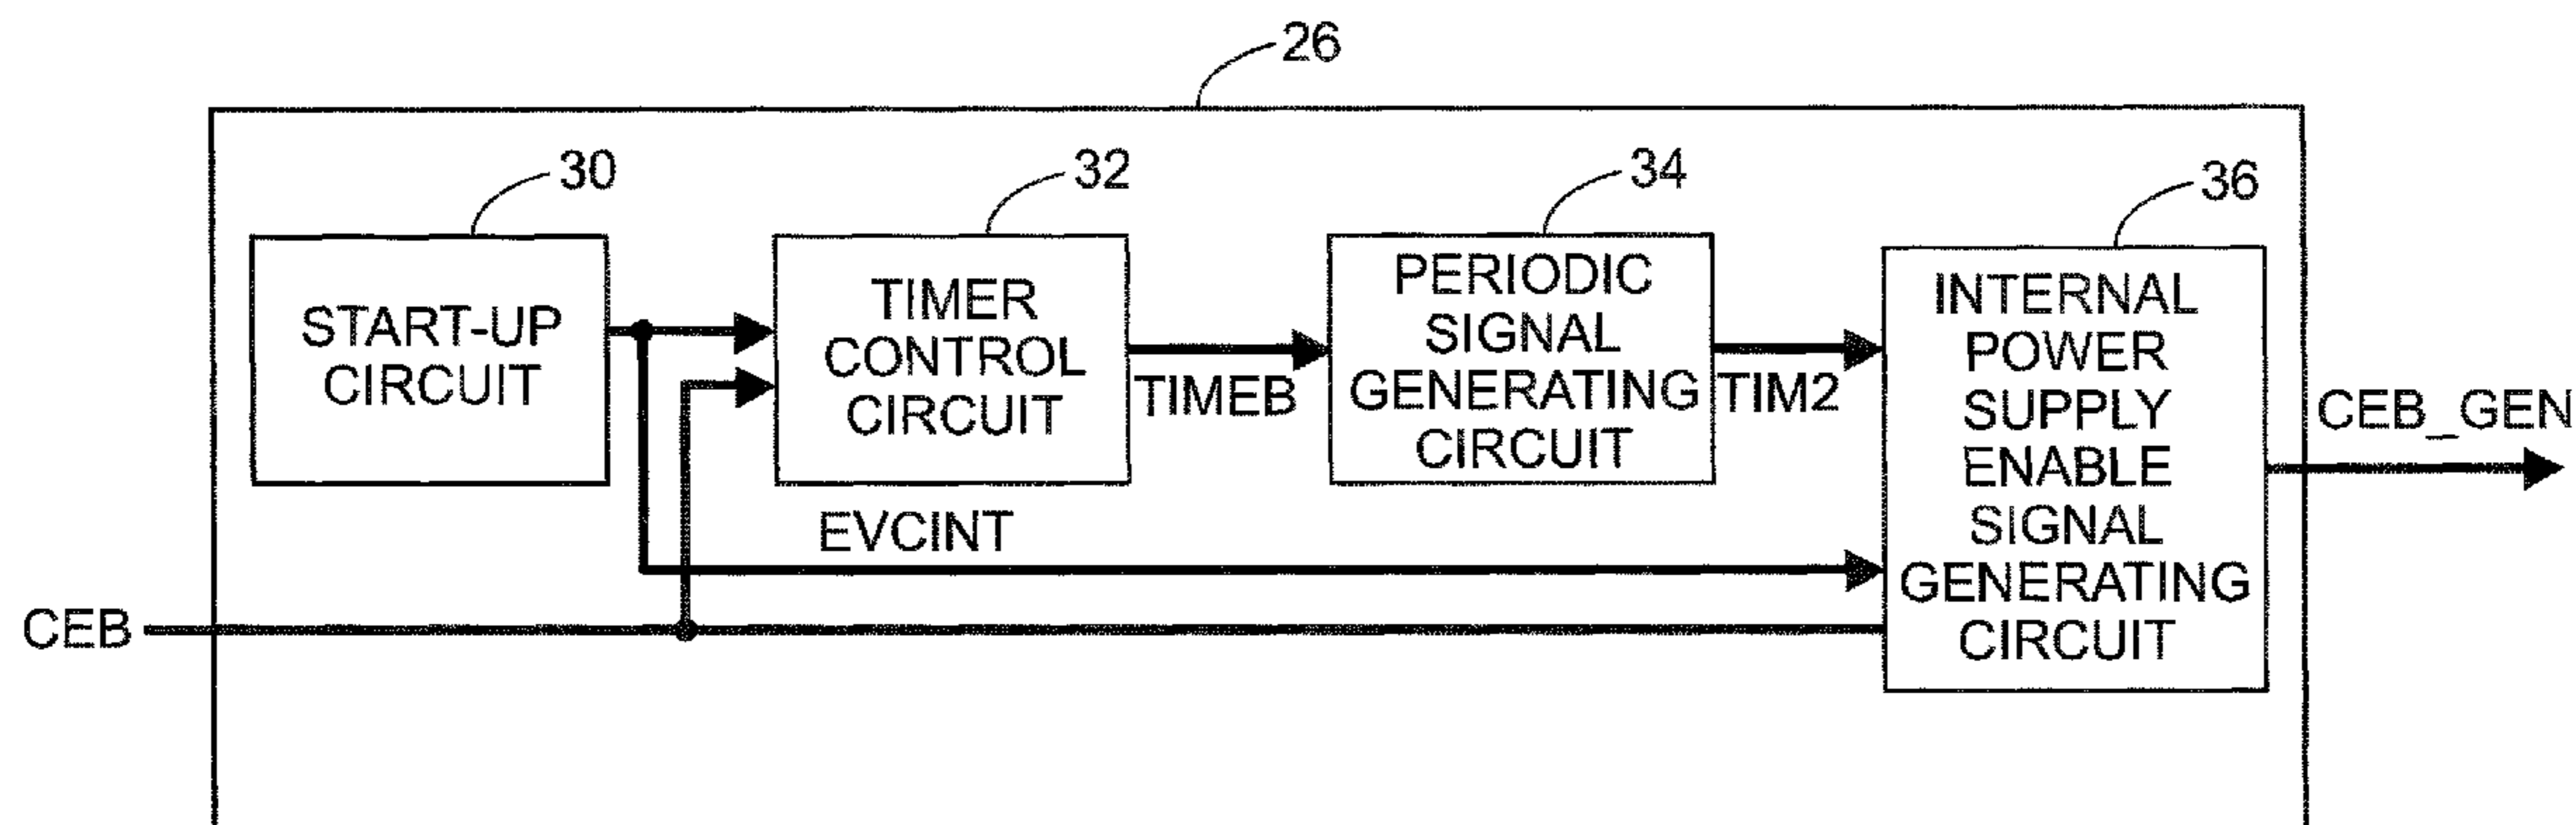 26
30
32
34
36
START-UP
CIRCUIT
TIMER
CONTROL
CIRCUIT
TIMEB
PERIODIC
SIGNAL
GENERATING
CIRCUIT
TIM2
INTERNAL
POWER
SUPPLY
ENABLE
SIGNAL
GENERATING
CIRCUIT
CEB_GEN
EVCINT
CEB